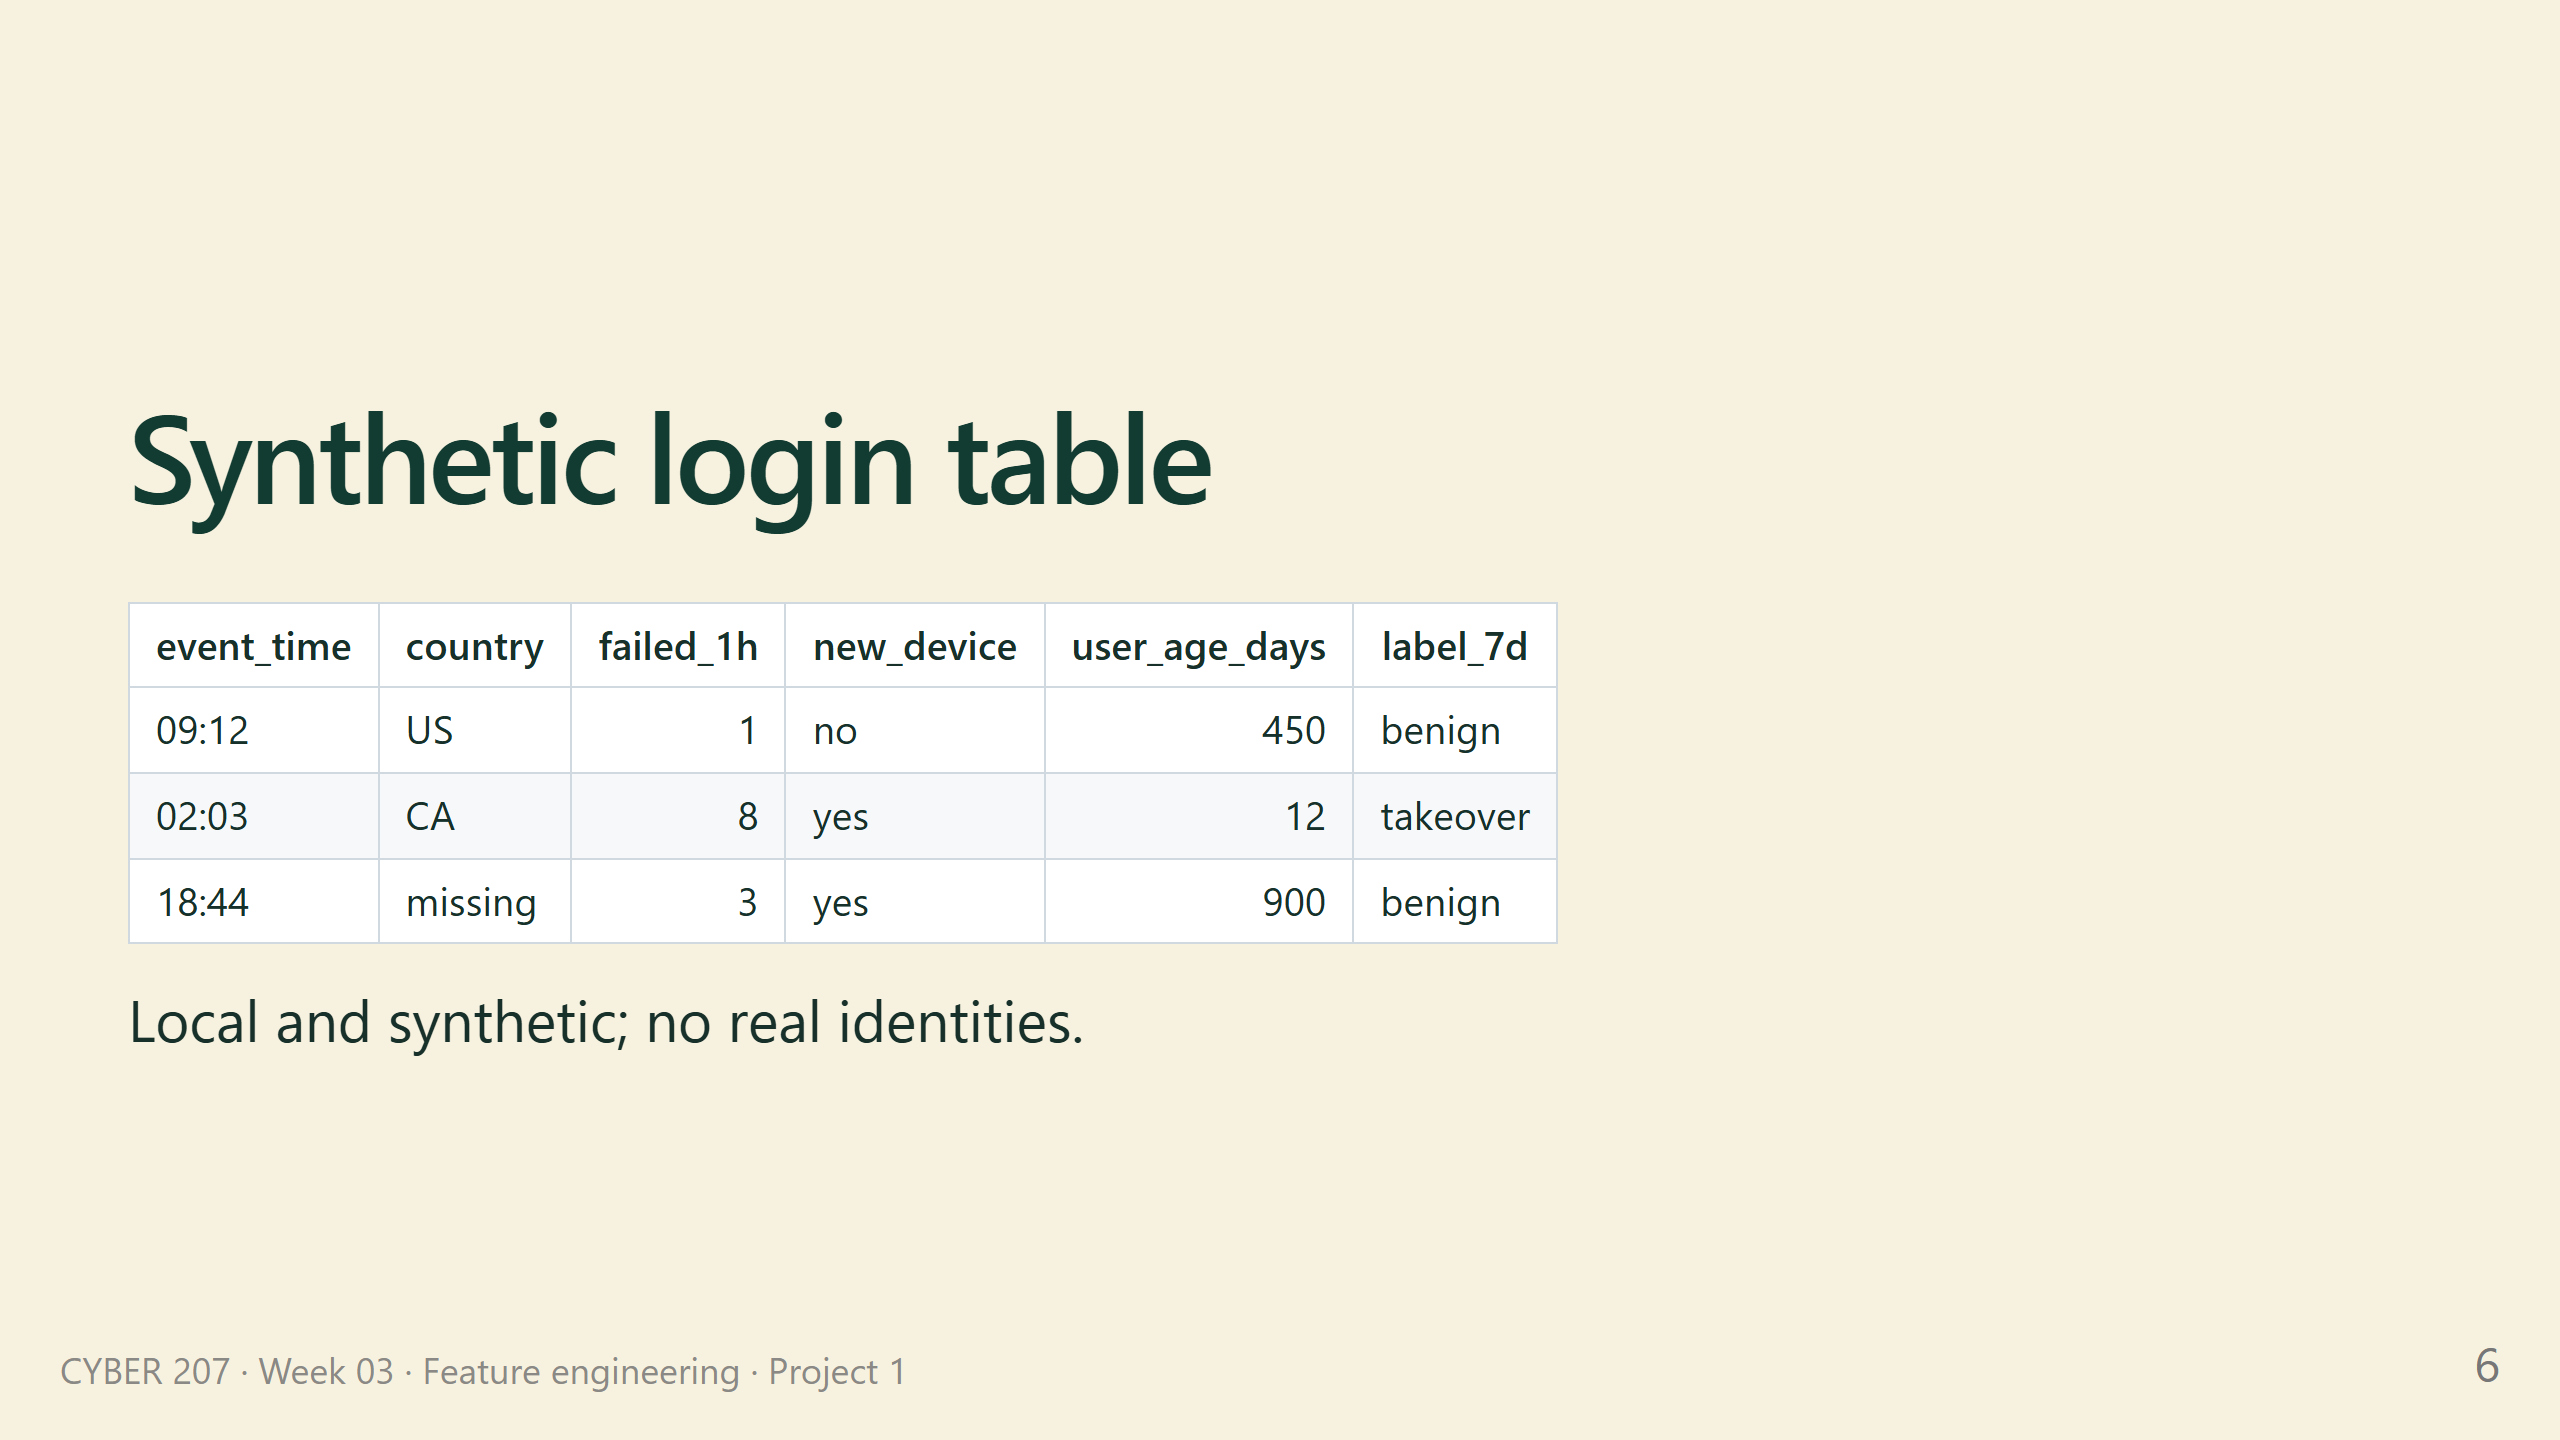 Synthetic login table
event_time country failed_1h new_device user_age_days label_7d
09:12 US 1 no 450 benign
02:03 CA 8 yes 12 takeover
18:44 missing 3 yes 900 benign
Local and synthetic; no real identities.
CYBER 207 · Week 03 · Feature engineering · Project 1
6